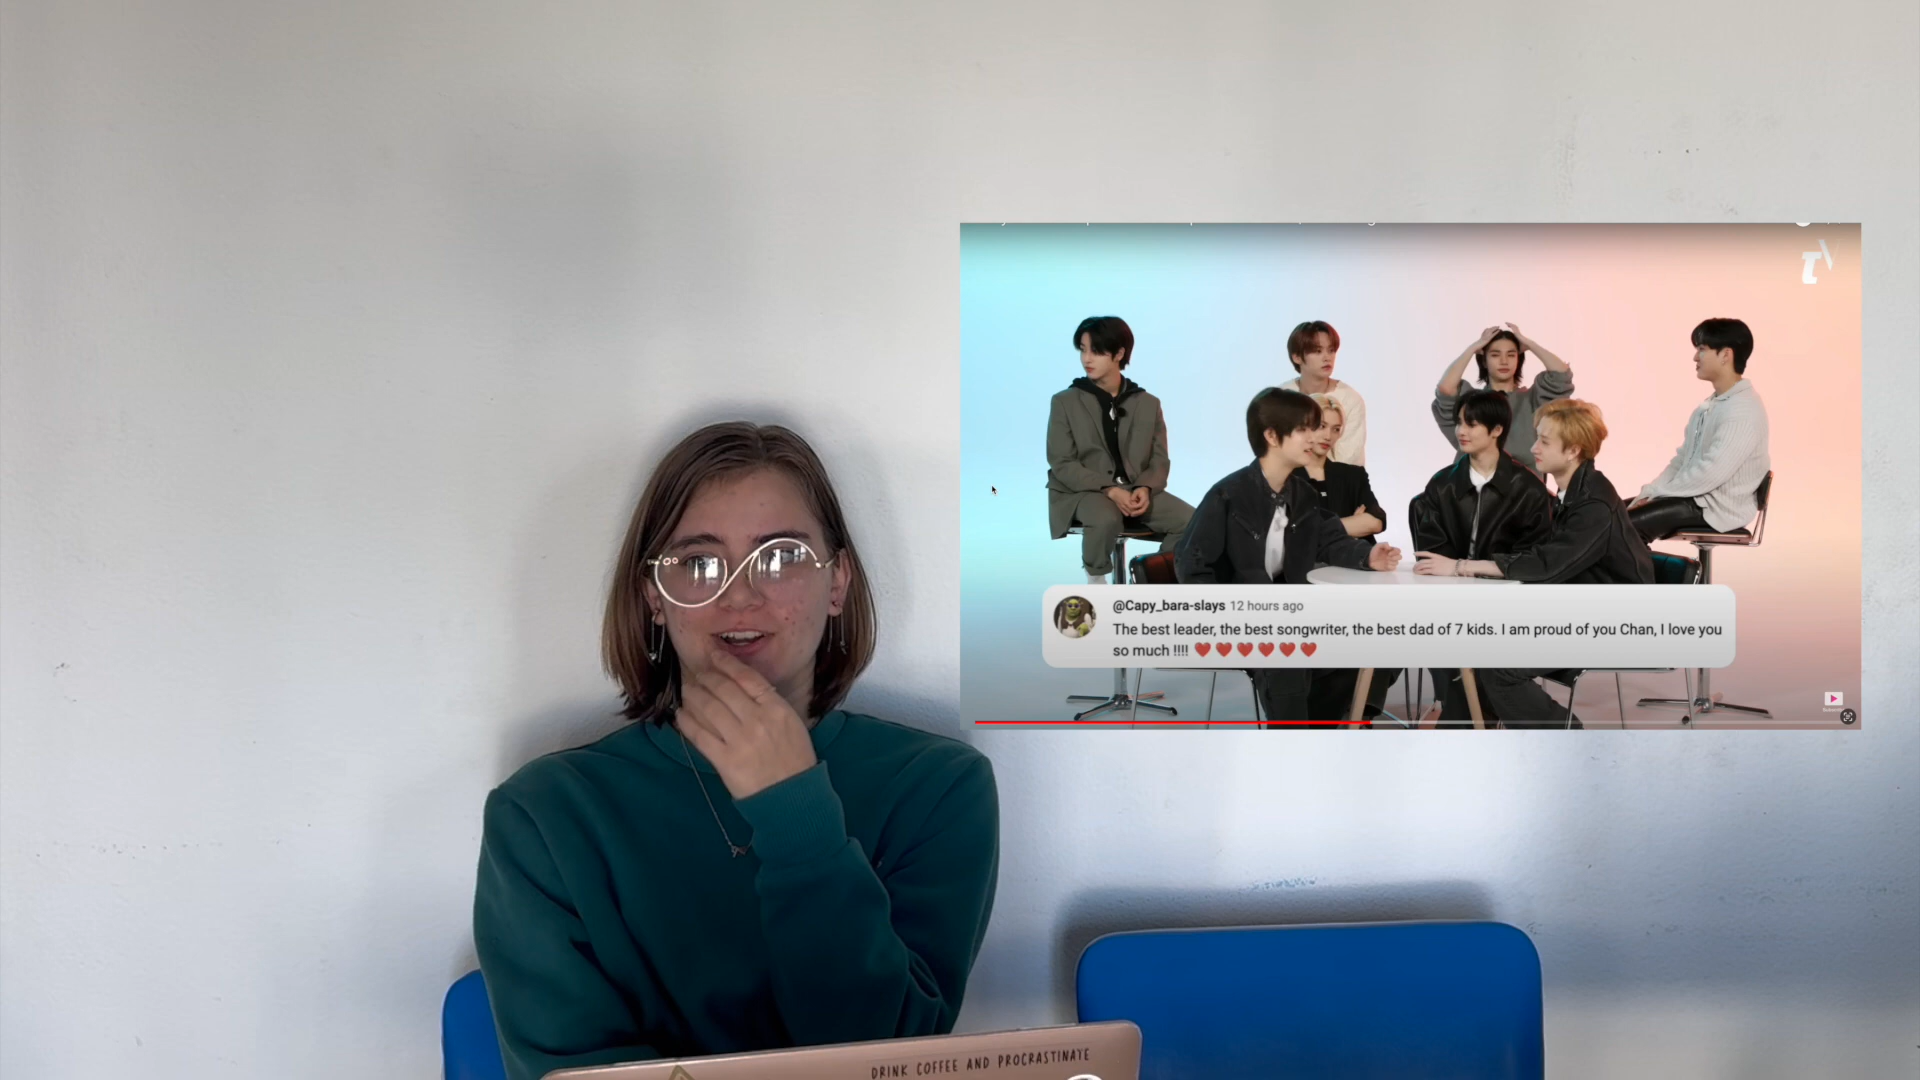 tv
@Capy_bara-slays 12 hours ago
The best leader, the best songwriter, the best dad of 7 kids. I am proud of you Chan, I love you
so much !!!! ❤️ ❤️ ❤️ ❤️ ❤️ ❤️
DRINK COFFEE AND PROCRASTINATE